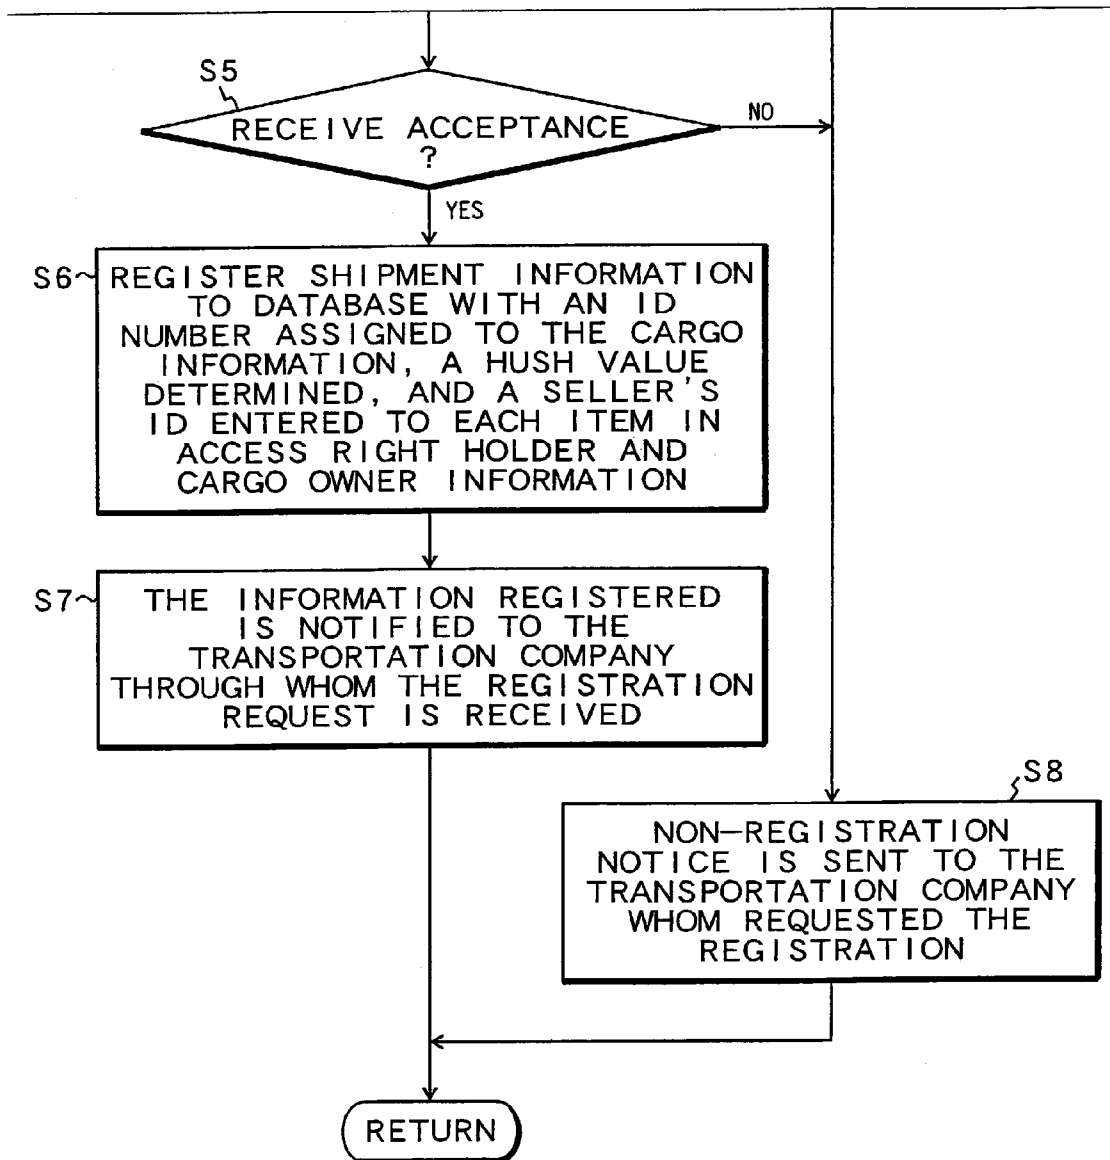 S5
RECEIVE ACCEPTANCE
?
NO
YES
S6
REGISTER SHIPMENT INFORMATION
TO DATABASE WITH AN ID
NUMBER ASSIGNED TO THE CARGO
INFORMATION, A HUSH VALUE
DETERMINED, AND A SELLER'S
ID ENTERED TO EACH ITEM IN
ACCESS RIGHT HOLDER AND
CARGO OWNER INFORMATION
S7
THE INFORMATION REGISTERED
IS NOTIFIED TO THE
TRANSPORTATION COMPANY
THROUGH WHOM THE REGISTRATION
REQUEST IS RECEIVED
S8
NON-REGISTRATION
NOTICE IS SENT TO THE
TRANSPORTATION COMPANY
WHOM REQUESTED THE
REGISTRATION
RETURN